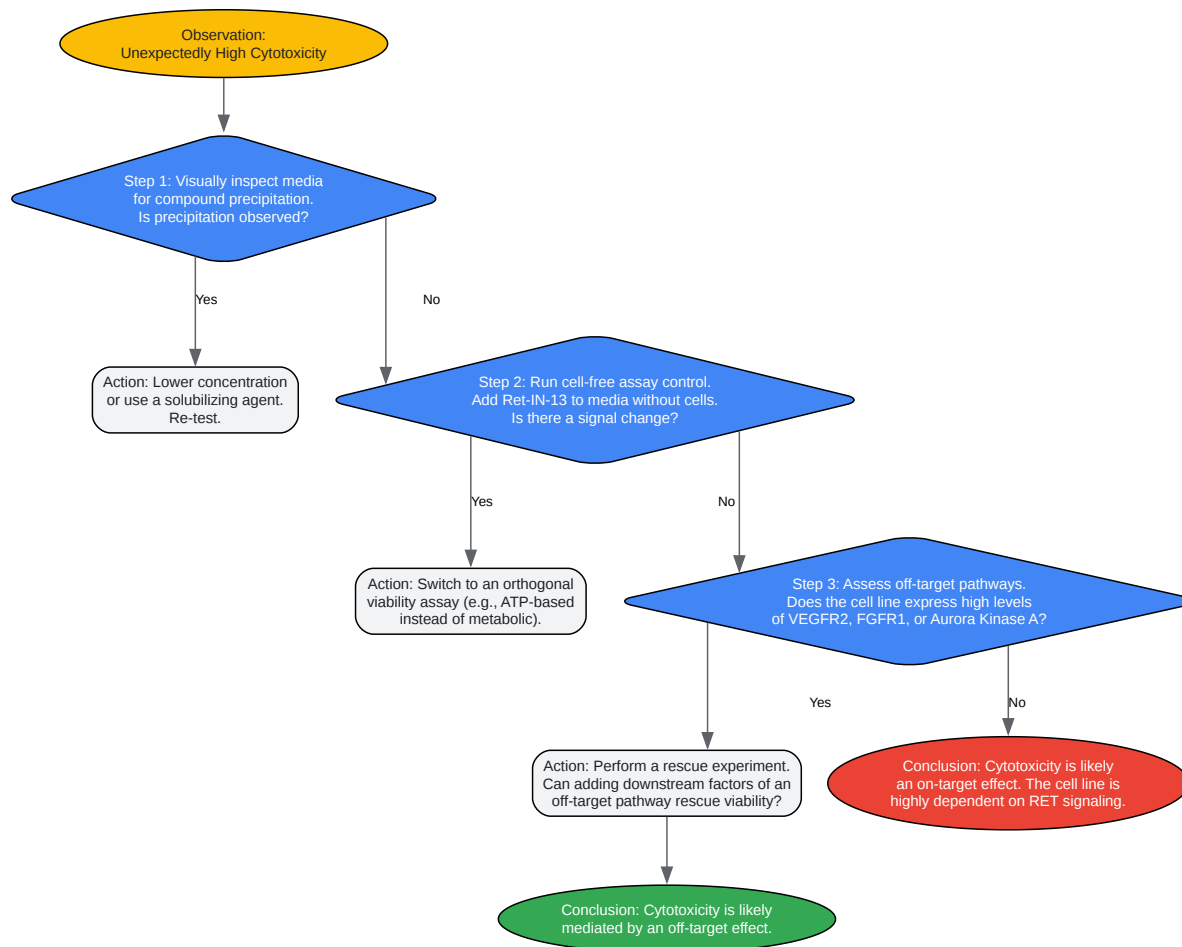 Observation:
Unexpectedly High Cytotoxicity
Step 1: Visually inspect media
for compound precipitation.
Is precipitation observed?
Yes
No
Action: Lower concentration
or use a solubilizing agent.
Re-test.
Step 2: Run cell-free assay control.
Add Ret-IN-13 to media without cells.
Is there a signal change?
Yes
No
Action: Switch to an orthogonal
viability assay (e.g., ATP-based
instead of metabolic).
Step 3: Assess off-target pathways.
Does the cell line express high levels
of VEGFR2, FGFR1, or Aurora Kinase A?
Yes
No
Action: Perform a rescue experiment.
Can adding downstream factors of an
off-target pathway rescue viability?
Conclusion: Cytotoxicity is likely
an on-target effect. The cell line is
highly dependent on RET signaling.
Conclusion: Cytotoxicity is likely
mediated by an off-target effect.